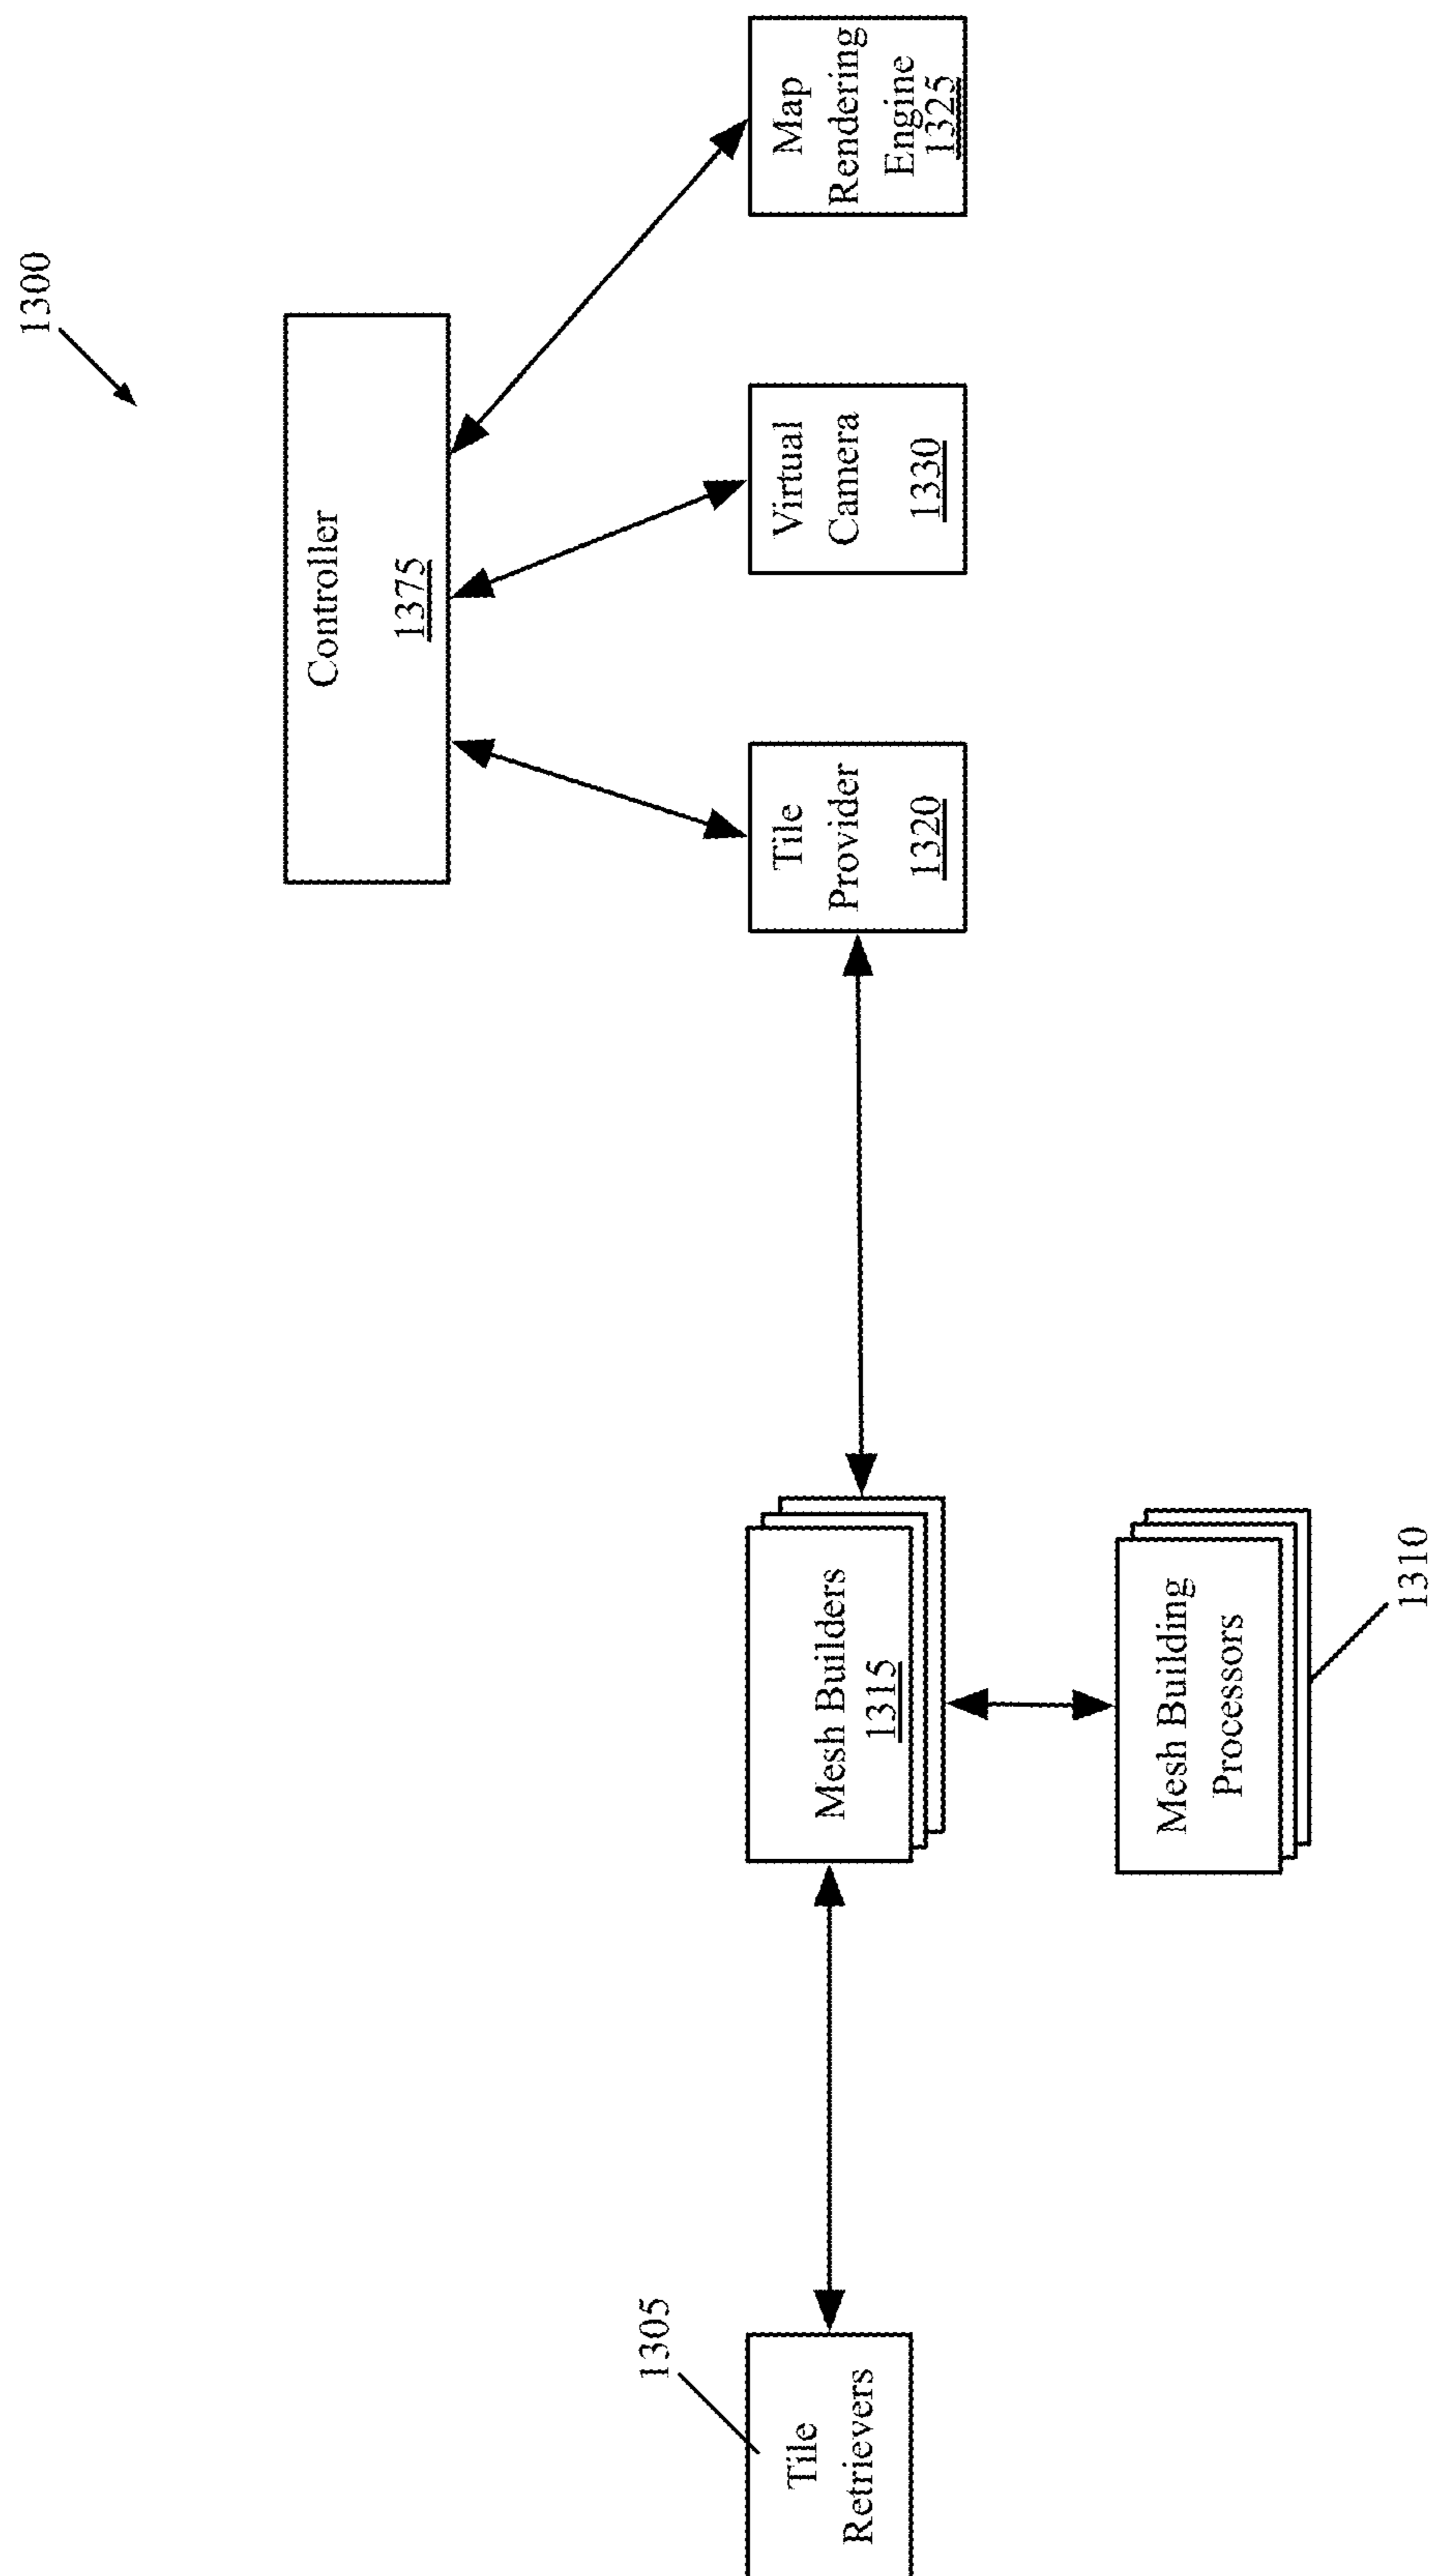 1300
Controller
1375
Tile
Retrievers
1305
Mesh Builders
1315
Mesh Building
Processors
1310
Tile
Provider
1320
Virtual
Camera
1330
Map
Rendering
Engine
1325